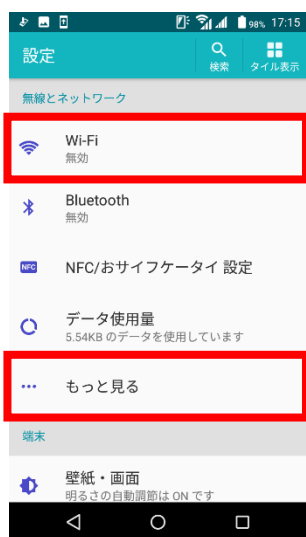 98% 17:15
設定
検索
タイル表示
無線とネットワーク
Wi-Fi
無効
Bluetooth
無効
NFC
NFC/おサイフケータイ 設定
データ使用量
5.54KB のデータを使用しています
もっと見る
端末
壁紙・画面
明るさの自動調節は ON です